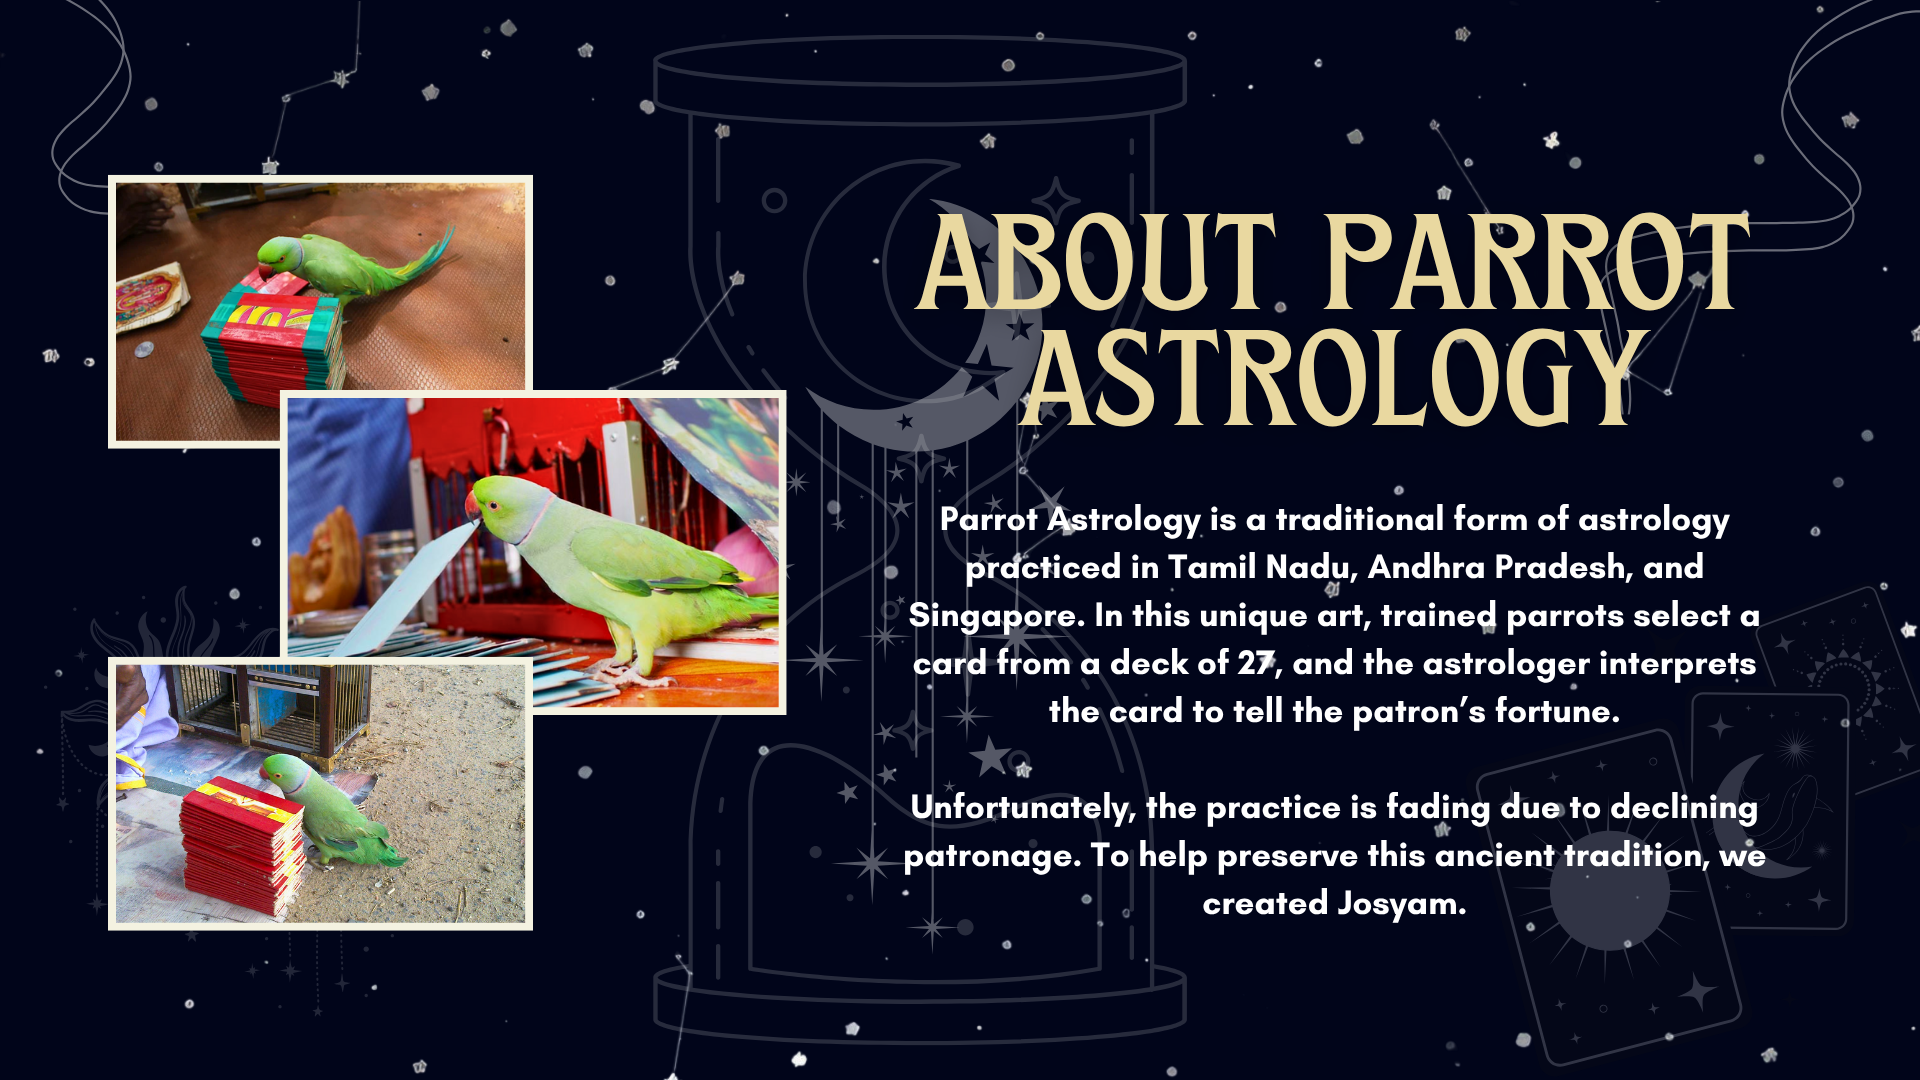 ABOUT PARROT
ASTROLOGY
Parrot Astrology is a traditional form of astrology
practiced in Tamil Nadu, Andhra Pradesh, and
Singapore. In this unique art, trained parrots select a
card from a deck of 27, and the astrologer interprets
the card to tell the patron’s fortune.
Unfortunately, the practice is fading due to declining
patronage. To help preserve this ancient tradition, we
created Josyam.